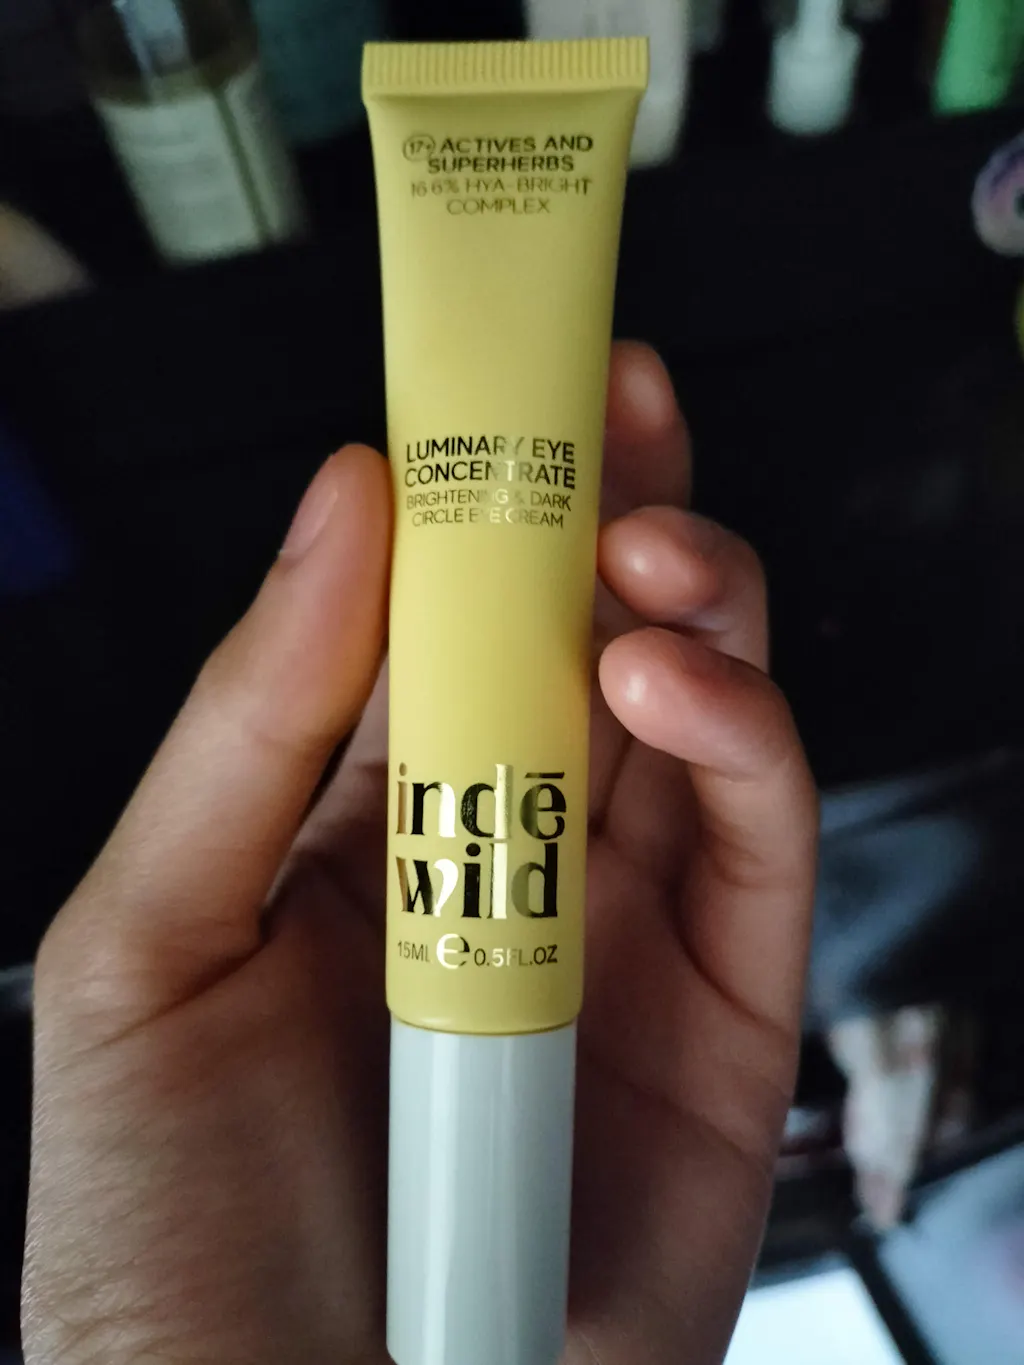 17+ ACTIVES AND
SUPERHERBS
16.6% HYA-BRIGHT
COMPLEX
LUMINARY EYE
CONCENTRATE
BRIGHTENING & DARK
CIRCLE EYE CREAM
indē
wild
15ML e 0.5FL.OZ